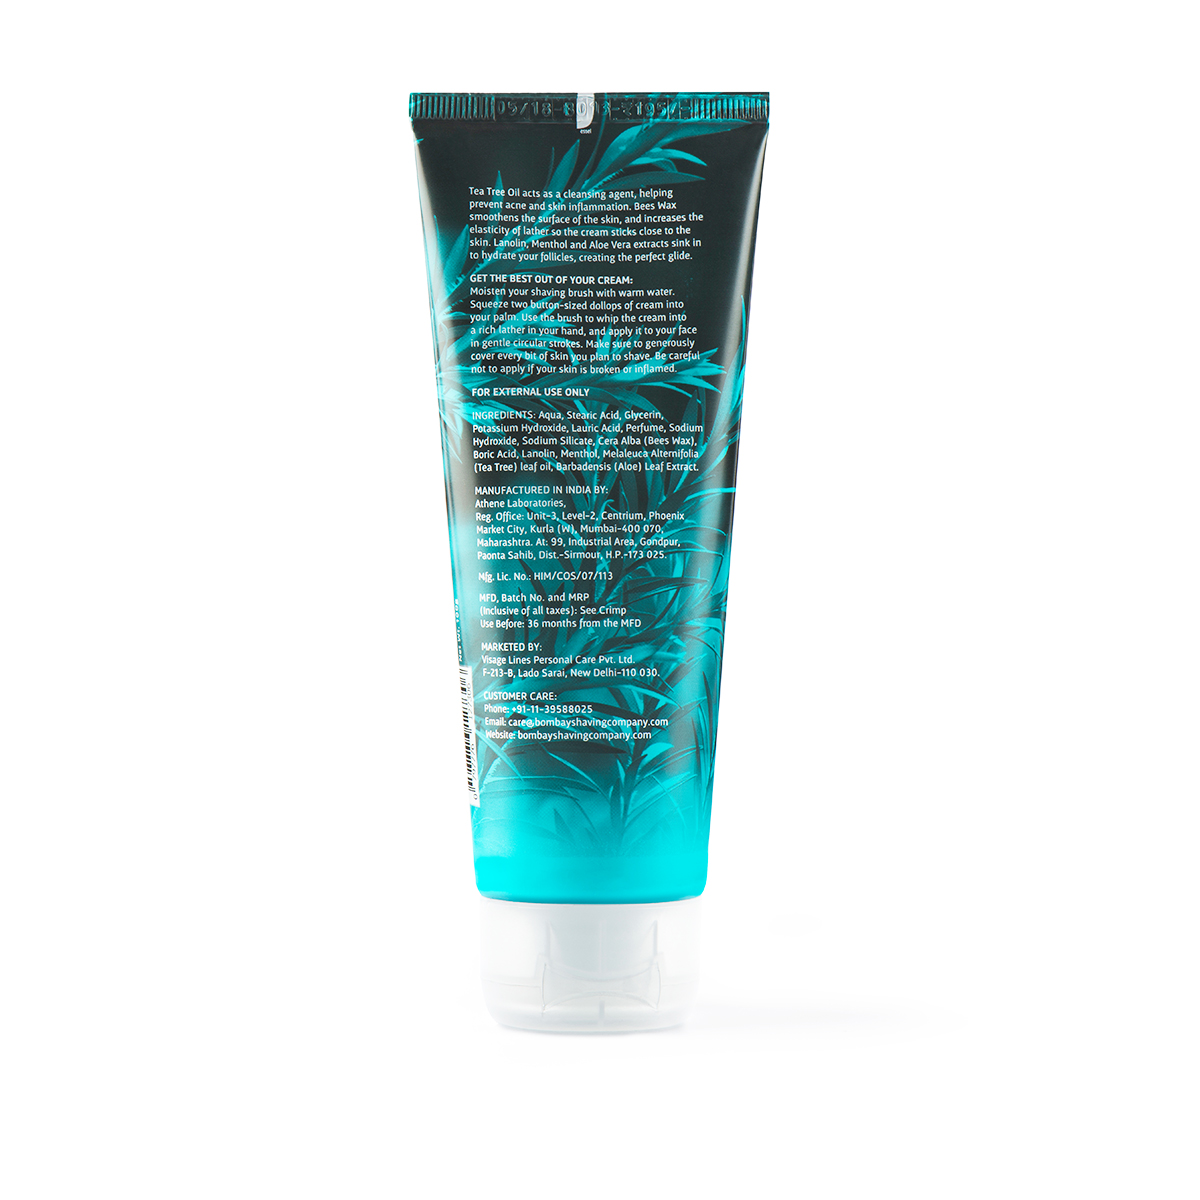 essel
Tea Tree Oil acts as a cleansing agent, helping
prevent acne and skin inflammation. Bees Wax
smoothens the surface of the skin, and increases the
elasticity of lather so the cream sticks close to the
skin. Lanolin, Menthol and Aloe Vera extracts sink in
to hydrate your follicles, creating the perfect glide.
GET THE BEST OUT OF YOUR CREAM:
Moisten your shaving brush with warm water.
Squeeze two button-sized dollops of cream into
your palm. Use the brush to whip the cream into
a rich lather in your hand, and apply it to your face
in gentle circular strokes. Make sure to generously
cover every bit of skin you plan to shave. Be careful
not to apply if your skin is broken or inflamed.
FOR EXTERNAL USE ONLY
INGREDIENTS: Aqua, Stearic Acid, Glycerin,
Potassium Hydroxide, Lauric Acid, Perfume, Sodium
Hydroxide, Sodium Silicate, Cera Alba (Bees Wax),
Boric Acid, Lanolin, Menthol, Melaleuca Alternifolia
(Tea Tree) leaf oil, Barbadensis (Aloe) Leaf Extract.
MANUFACTURED IN INDIA BY:
Athene Laboratories,
Reg. Office: Unit-3, Level-2, Centrium, Phoenix
Market City, Kurla (W), Mumbai-400 070,
Maharashtra. At: 99, Industrial Area, Gondpur,
Paonta Sahib, Dist.-Sirmour, H.P.-173 025.
Mfg. Lic. No.: HIM/COS/07/113
MFD, Batch No. and MRP
(Inclusive of all taxes): See Crimp
Use Before: 36 months from the MFD
MARKETED BY:
Visage Lines Personal Care Pvt. Ltd.
F-213-B, Lado Sarai, New Delhi-110 030.
CUSTOMER CARE:
Phone: +91-11-39588025
Email: care@bombayshavingcompany.com
Website: bombayshavingcompany.com
Net Wt. 100g